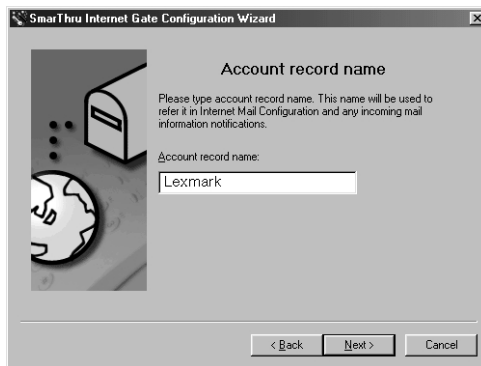 SmarThru Internet Gate Configuration Wizard
Account record name
Please type account record name. This name will be used to
refer it in Internet Mail Configuration and any incoming mail
information notifications.
Account record name:
Lexmark
< Back Next > Cancel